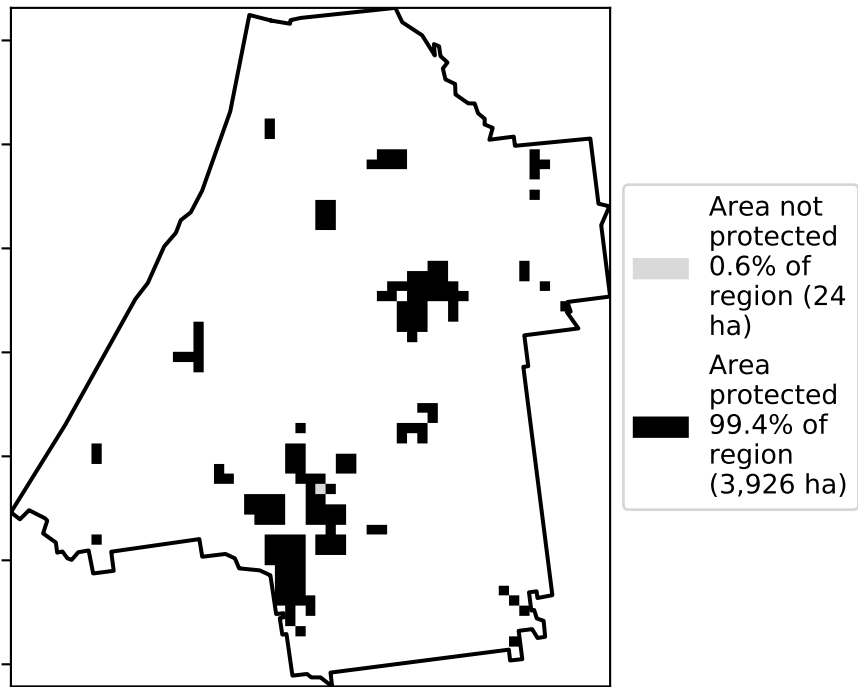 Area not
protected
0.6% of
region (24
ha)
Area
protected
99.4% of
region
(3,926 ha)